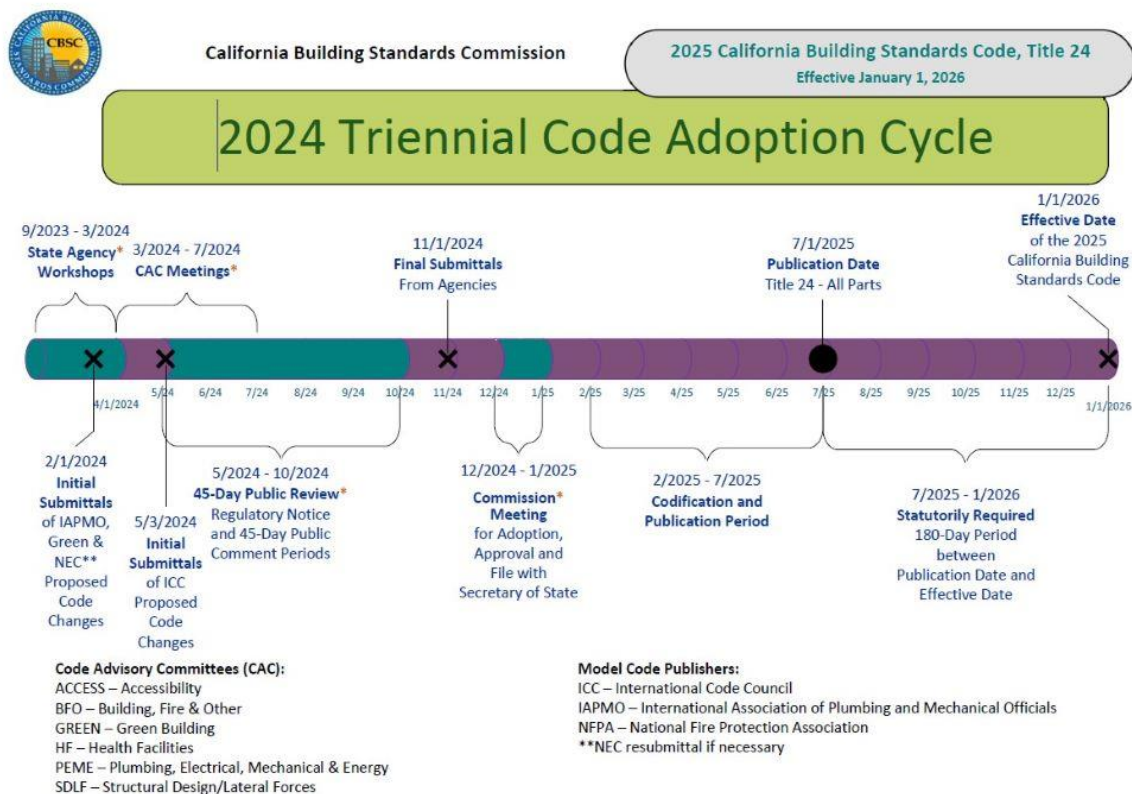 CALIFORNIA BUILDING
CBSC
STANDARDS COMMISSION
California Building Standards Commission
2025 California Building Standards Code, Title 24
Effective January 1, 2026
2024 Triennial Code Adoption Cycle
9/2023 - 3/2024
State Agency*
Workshops
3/2024 - 7/2024
CAC Meetings*
11/1/2024
Final Submittals
From Agencies
7/1/2025
Publication Date
Title 24 - All Parts
1/1/2026
Effective Date
of the 2025
California Building
Standards Code
4/1/2024
5/24
6/24
7/24
8/24
9/24
10/24
11/24
12/24
1/25
2/25
3/25
4/25
5/25
6/25
7/25
8/25
9/25
10/25
11/25
12/25
1/1/2026
2/1/2024
Initial
Submittals
of IAPMO,
Green &
NEC**
Proposed
Code
Changes
5/3/2024
Initial
Submittals
of ICC
Proposed
Code
Changes
5/2024 - 10/2024
45-Day Public Review*
Regulatory Notice
and 45-Day Public
Comment Periods
12/2024 - 1/2025
Commission*
Meeting
for Adoption,
Approval and
File with
Secretary of State
2/2025 - 7/2025
Codification and
Publication Period
7/2025 - 1/2026
Statutorily Required
180-Day Period
between
Publication Date and
Effective Date
Code Advisory Committees (CAC):
ACCESS – Accessibility
BFO – Building, Fire & Other
GREEN – Green Building
HF – Health Facilities
PEME – Plumbing, Electrical, Mechanical & Energy
SDLF – Structural Design/Lateral Forces
Model Code Publishers:
ICC – International Code Council
IAPMO – International Association of Plumbing and Mechanical Officials
NFPA – National Fire Protection Association
**NEC resubmittal if necessary